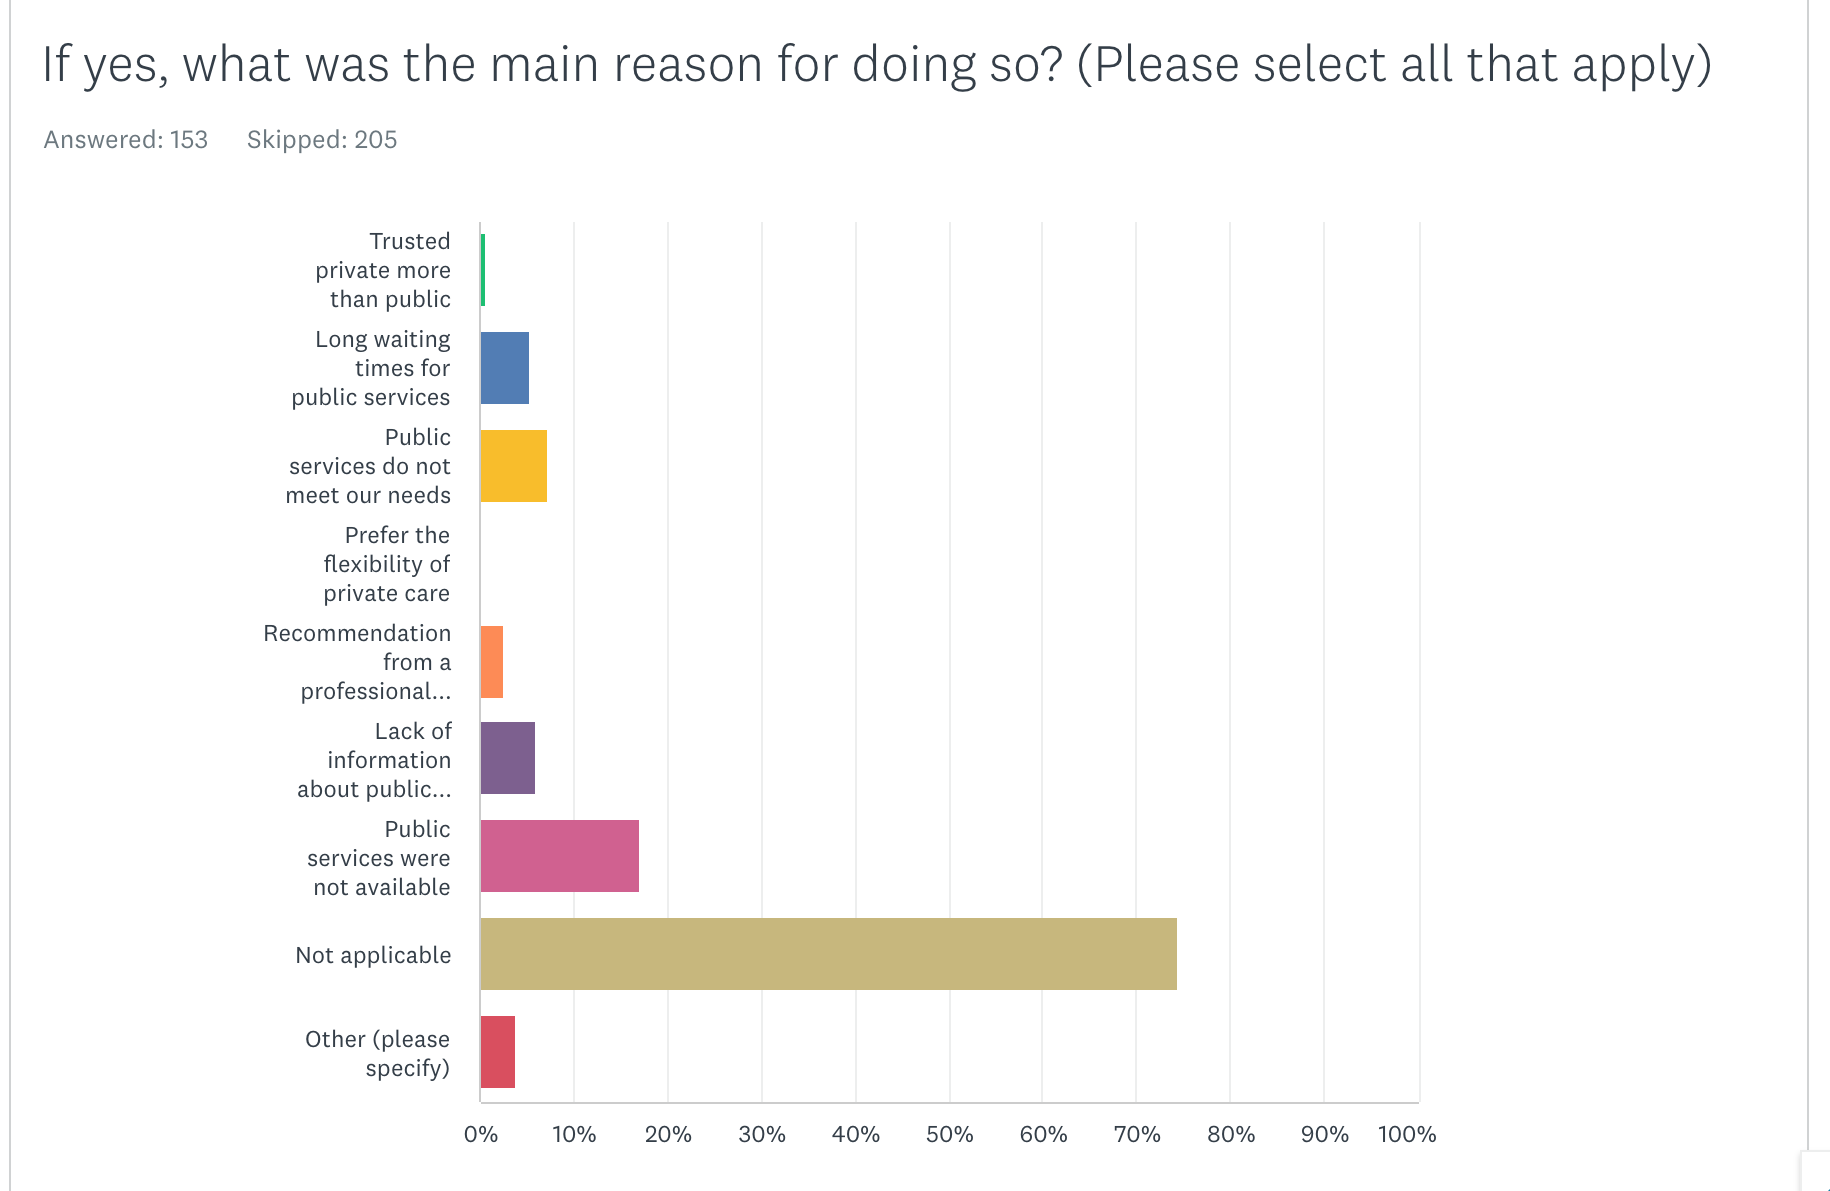 If yes, what was the main reason for doing so? (Please select all that apply)
Answered: 153 Skipped: 205
Trusted
private more
than public
Long waiting
times for
public services
Public
services do not
meet our needs
Prefer the
flexibility of
private care
Recommendation
from a
professional...
Lack of
information
about public...
Public
services were
not available
Not applicable
Other (please
specify)
0% 10% 20% 30% 40% 50% 60% 70% 80% 90% 100%